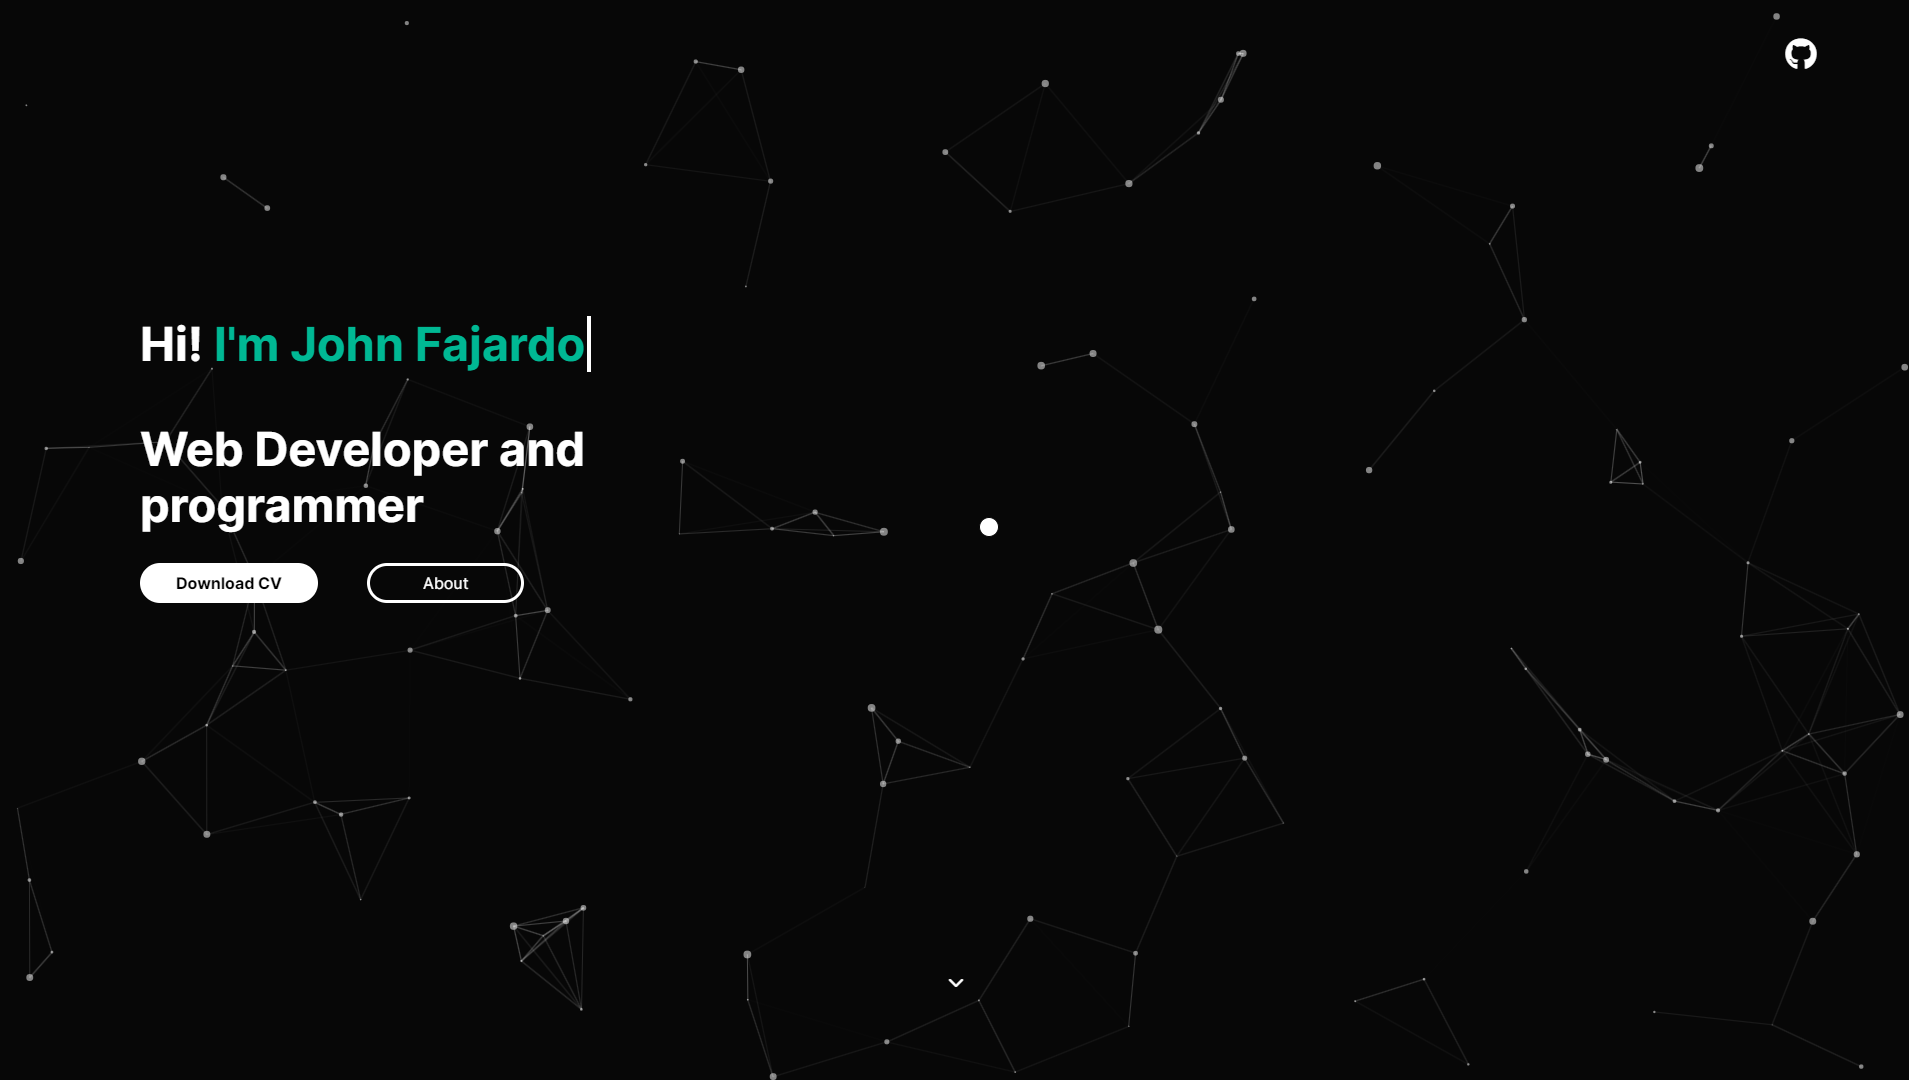 Hi! I'm John Fajardo
Web Developer and
programmer
Download CV
About